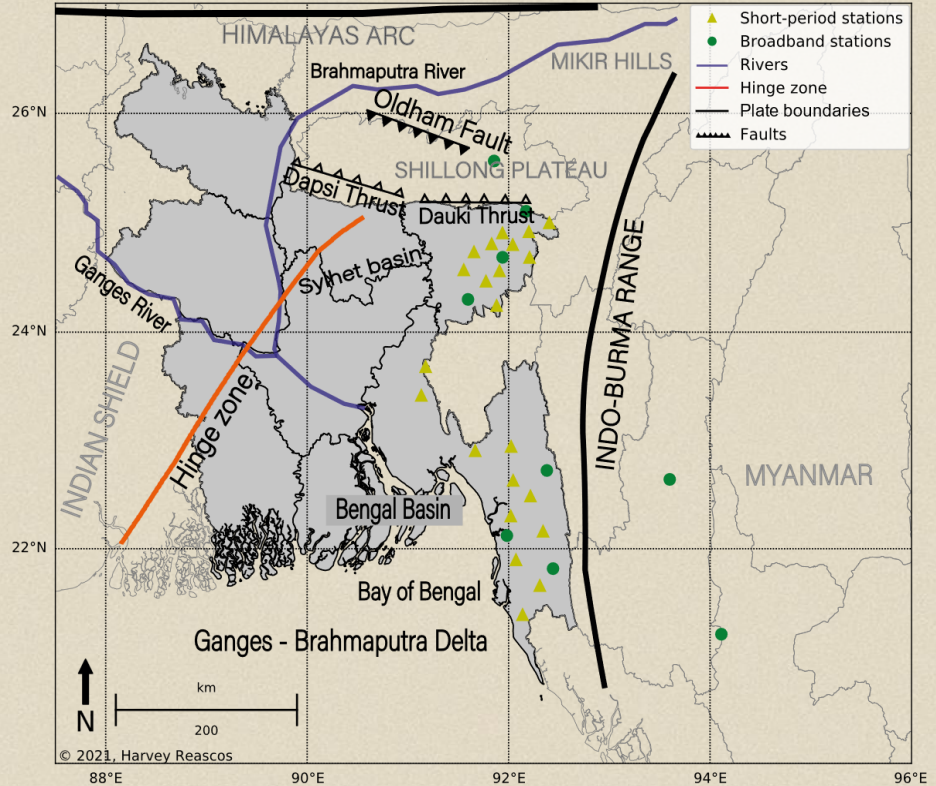 HIMALAYAS ARC
Short-period stations
Broadband stations
Rivers
Hinge zone
Plate boundaries
Faults
MIKIR HILLS
Brahmaputra River
26°N
Oldham Fault
SHILLONG PLATEAU
Dapsi Thrust
Dauki Thrust
Sylhet basin
Ganges River
24°N
INDO-BURMA RANGE
INDIAN SHIELD
Hinge zone
MYANMAR
Bengal Basin
22°N
Bay of Bengal
Ganges - Brahmaputra Delta
km
200
N
© 2021, Harvey Reascos
88°E
90°E
92°E
94°E
96°E